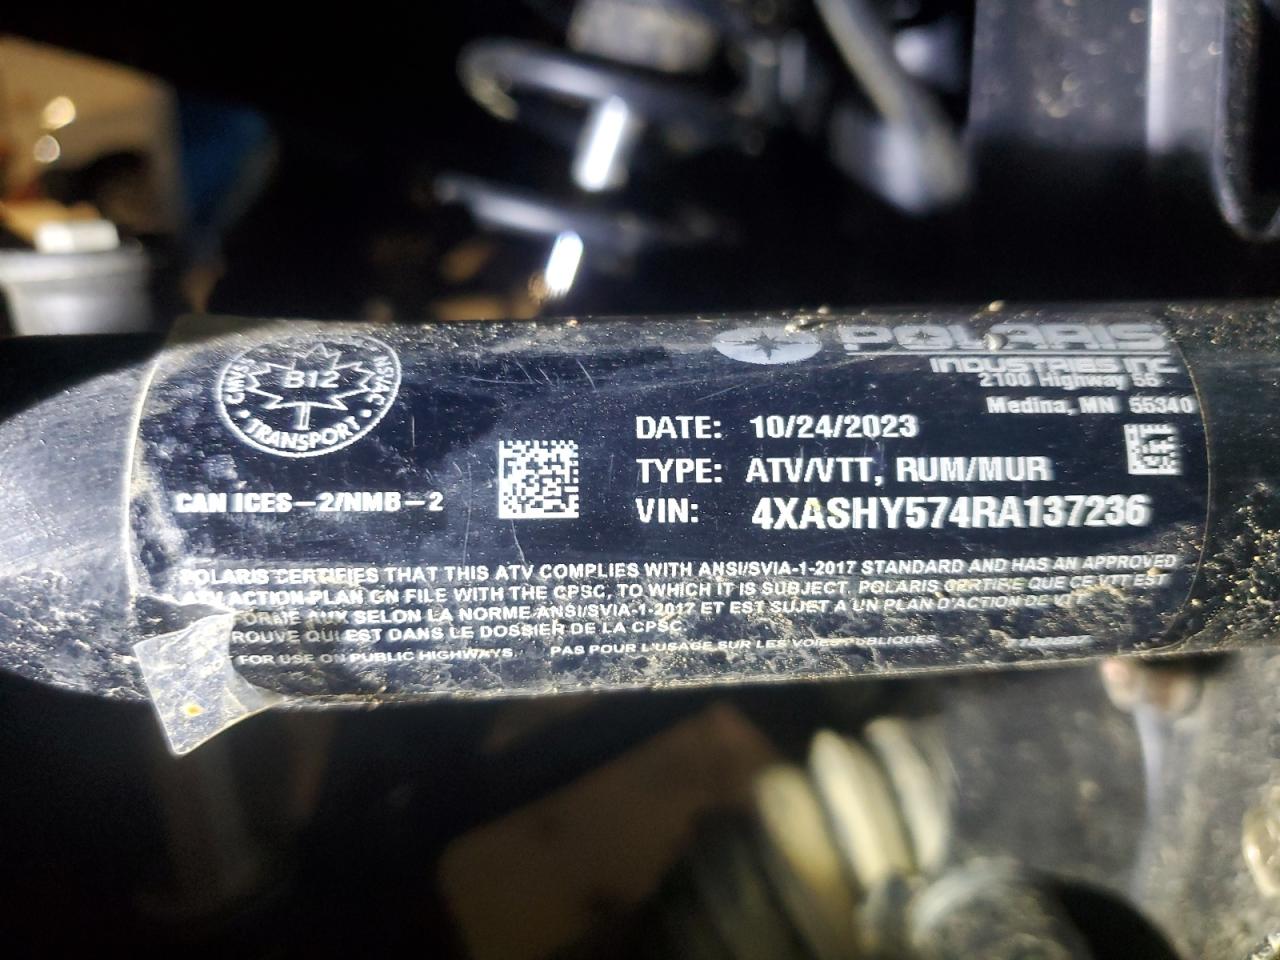 CMVSS
NSVAC
B12
TRANSPORT
POLARIS
INDUSTRIES INC
2100 Highway 55
Medina, MN 55340
DATE: 10/24/2023
TYPE: ATV/VTT, RUM/MUR
CAN ICES-2/NMB-2
VIN: 4XASHY574RA137236
POLARIS CERTIFIES THAT THIS ATV COMPLIES WITH ANSI/SVIA-1-2017 STANDARD AND HAS AN APPROVED
ATV ACTION PLAN ON FILE WITH THE CPSC, TO WHICH IT IS SUBJECT. POLARIS CERTIFIE QUE CE VTT EST
FORME AUX SELON LA NORME ANSI/SVIA-1-2017 ET EST SUJET A UN PLAN D'ACTION DE VTT
ROUVE QUI EST DANS LE DOSSIER DE LA CPSC.
FOR USE ON PUBLIC HIGHWAYS. PAS POUR L'USAGE SUR LES VOIES PUBLIQUES